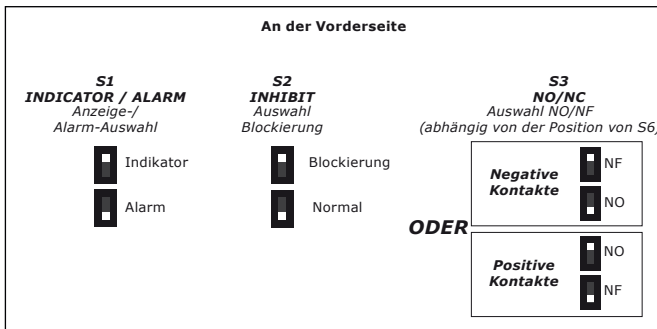 An der Vorderseite
S1
INDICATOR / ALARM
Anzeige-/
Alarm-Auswahl
Indikator
Alarm
S2
INHIBIT
Auswahl
Blockierung
Blockierung
Normal
S3
NO/NC
Auswahl NO/NF
(abhängig von der Position von S6)
Negative
Kontakte
NF
NO
ODER
Positive
Kontakte
NO
NF